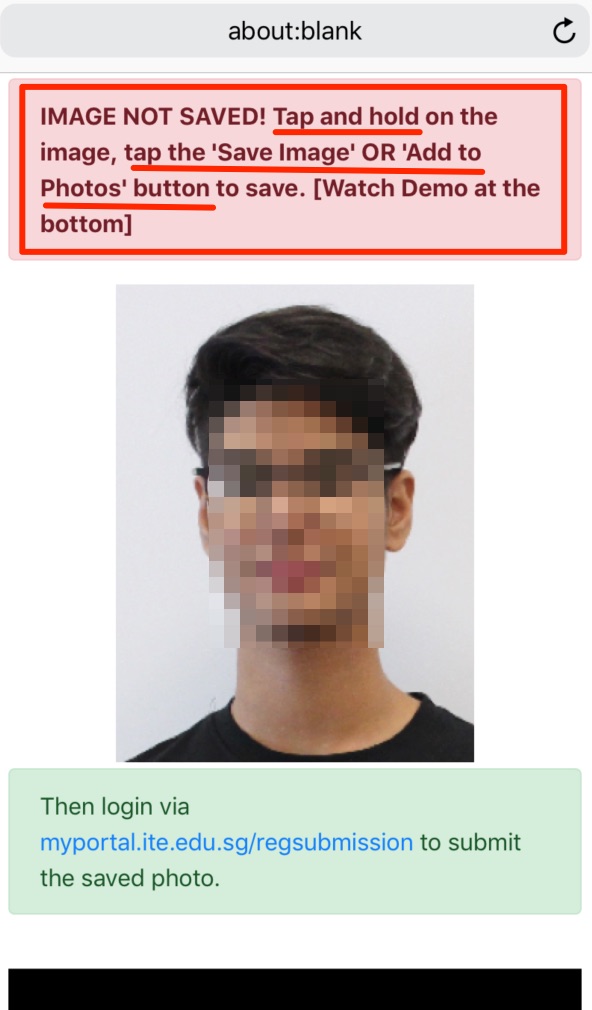 about:blank
IMAGE NOT SAVED! Tap and hold on the
image, tap the 'Save Image' OR 'Add to
Photos' button to save. [Watch Demo at the
bottom]
Then login via
myportal.ite.edu.sg/regsubmission to submit
the saved photo.